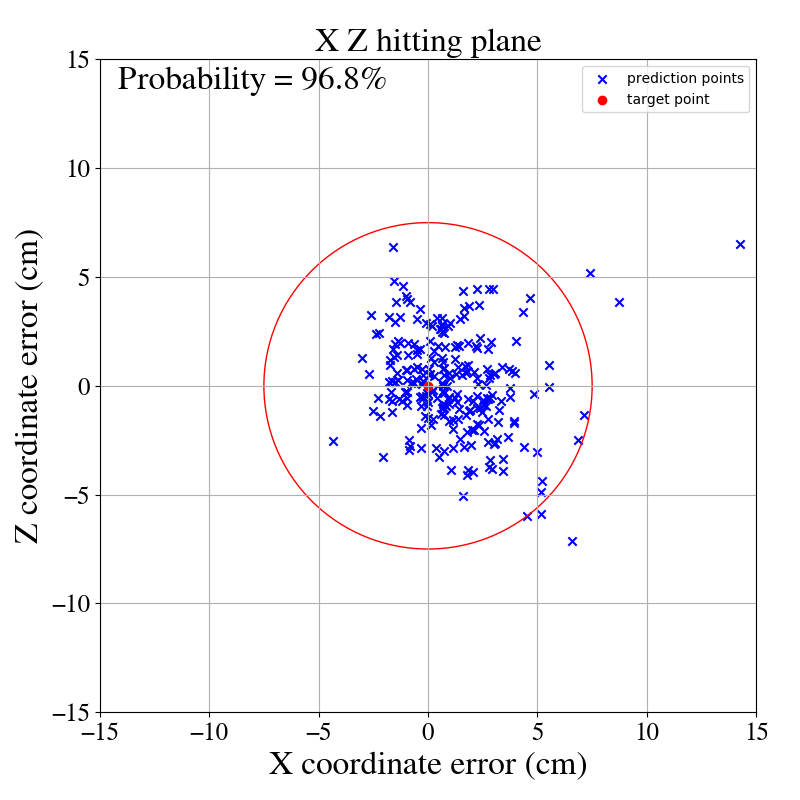 X Z hitting plane
Probability = 96.8%
prediction points
target point
15
10
5
0
−5
−10
−15
Z coordinate error (cm)
−15 −10 −5 0 5 10 15
X coordinate error (cm)